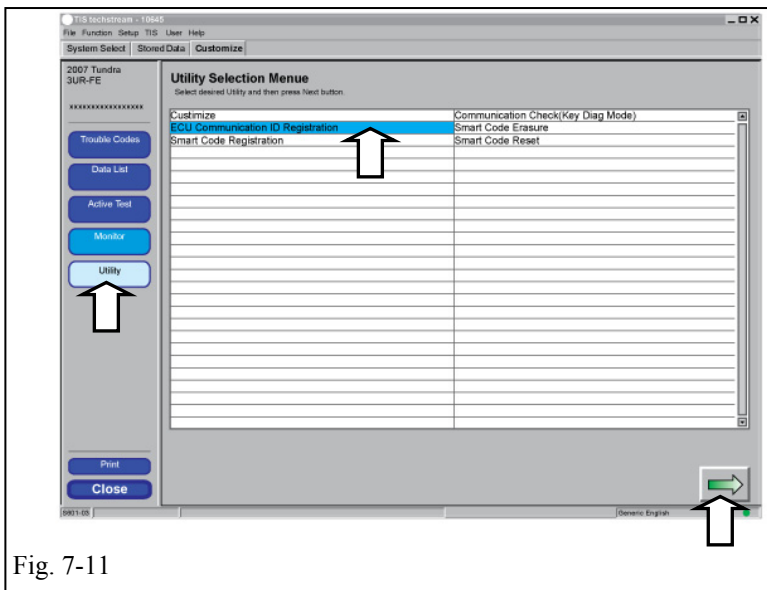 TIS techstream - 10645
File Function Setup TIS User Help
System Select Stored Data Customize
2007 Tundra
3UR-FE
xxxxxxxxxxxxxxxxx
Trouble Codes
Data List
Active Test
Monitor
Utility
Print
Close
Utility Selection Menue
Select desired Utility and then press Next button.
Custimize Communication Check(Key Diag Mode)
ECU Communication ID Registration Smart Code Erasure
Smart Code Registration Smart Code Reset
S601-03 Generic English
Fig. 7-11